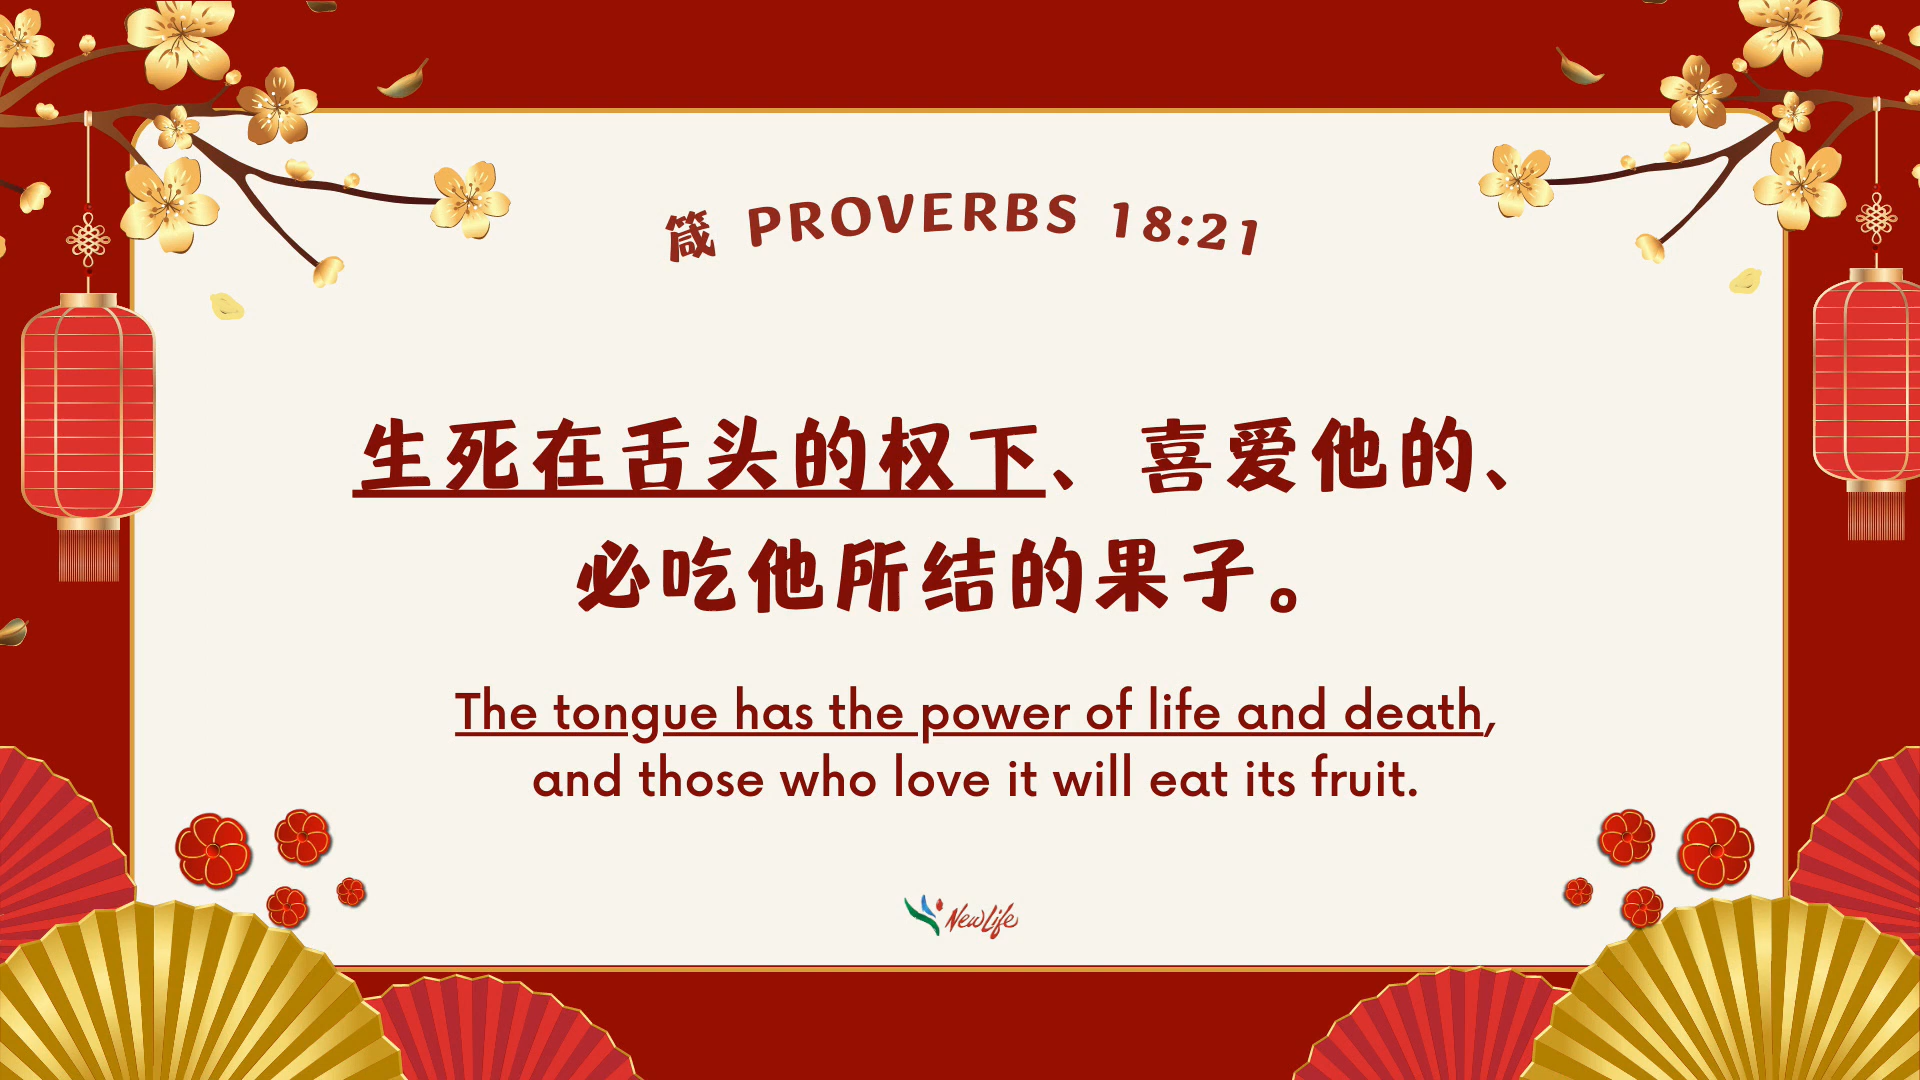 箴 PROVERBS 18:21
生死在舌头的权下、喜爱他的、
必吃他所结的果子。
The tongue has the power of life and death,
and those who love it will eat its fruit.
NewLife